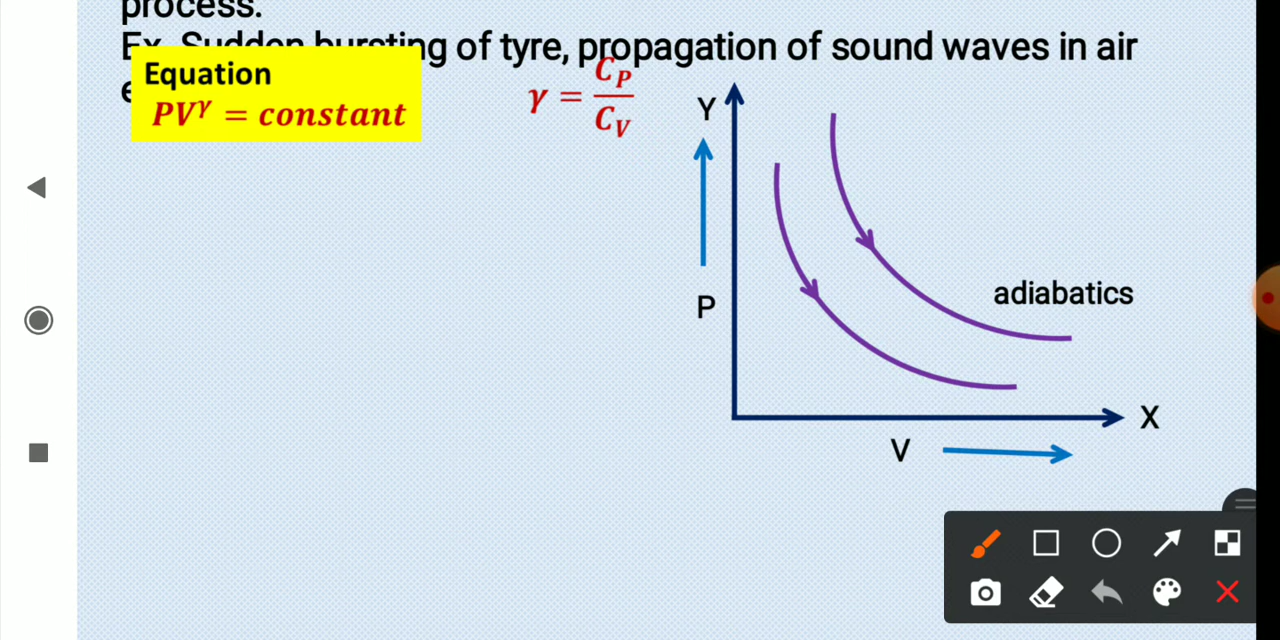 process.
Ex. Sudden bursting of tyre, propagation of sound waves in air
e
Equation
PV^γ = constant
γ = C_P / C_V
Y
P
adiabatics
X
V